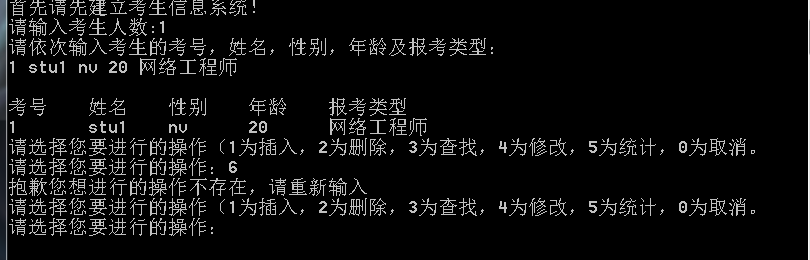 首先请先建立考生信息系统!
请输入考生人数:1
请依次输入考生的考号，姓名，性别，年龄及报考类型:
1 stu1 nv 20 网络工程师
考号 姓名 性别 年龄 报考类型
1 stu1 nv 20 网络工程师
请选择您要进行的操作（1为插入，2为删除，3为查找，4为修改，5为统计，0为取消。
请选择您要进行的操作: 6
抱歉您想进行的操作不存在，请重新输入
请选择您要进行的操作（1为插入，2为删除，3为查找，4为修改，5为统计，0为取消。
请选择您要进行的操作: